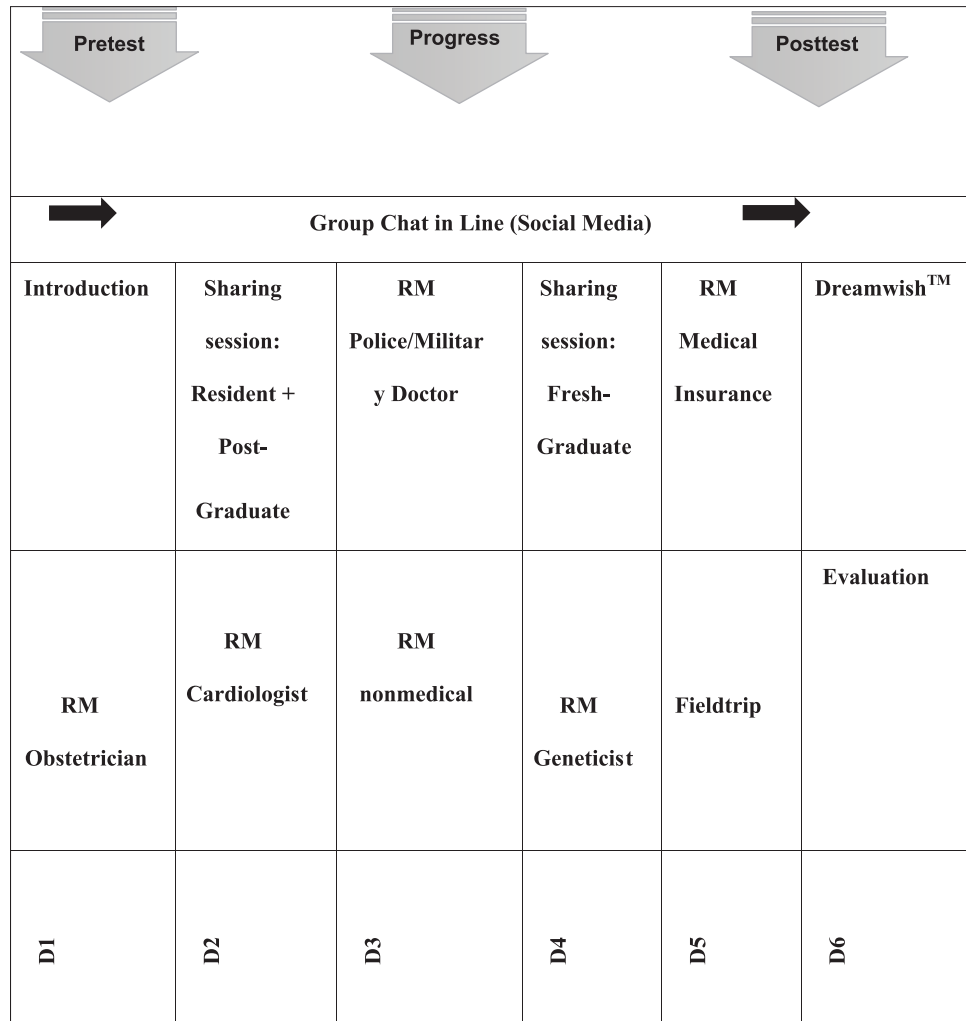 Pretest
Progress
Posttest
Group Chat in Line (Social Media)
Introduction
Sharing
session:
Resident +
Post-
Graduate
RM
Police/Militar
y Doctor
Sharing
session:
Fresh-
Graduate
RM
Medical
Insurance
Dreamwish™
RM
Obstetrician
RM
Cardiologist
RM
nonmedical
RM
Geneticist
Fieldtrip
Evaluation
D1
D2
D3
D4
D5
D6